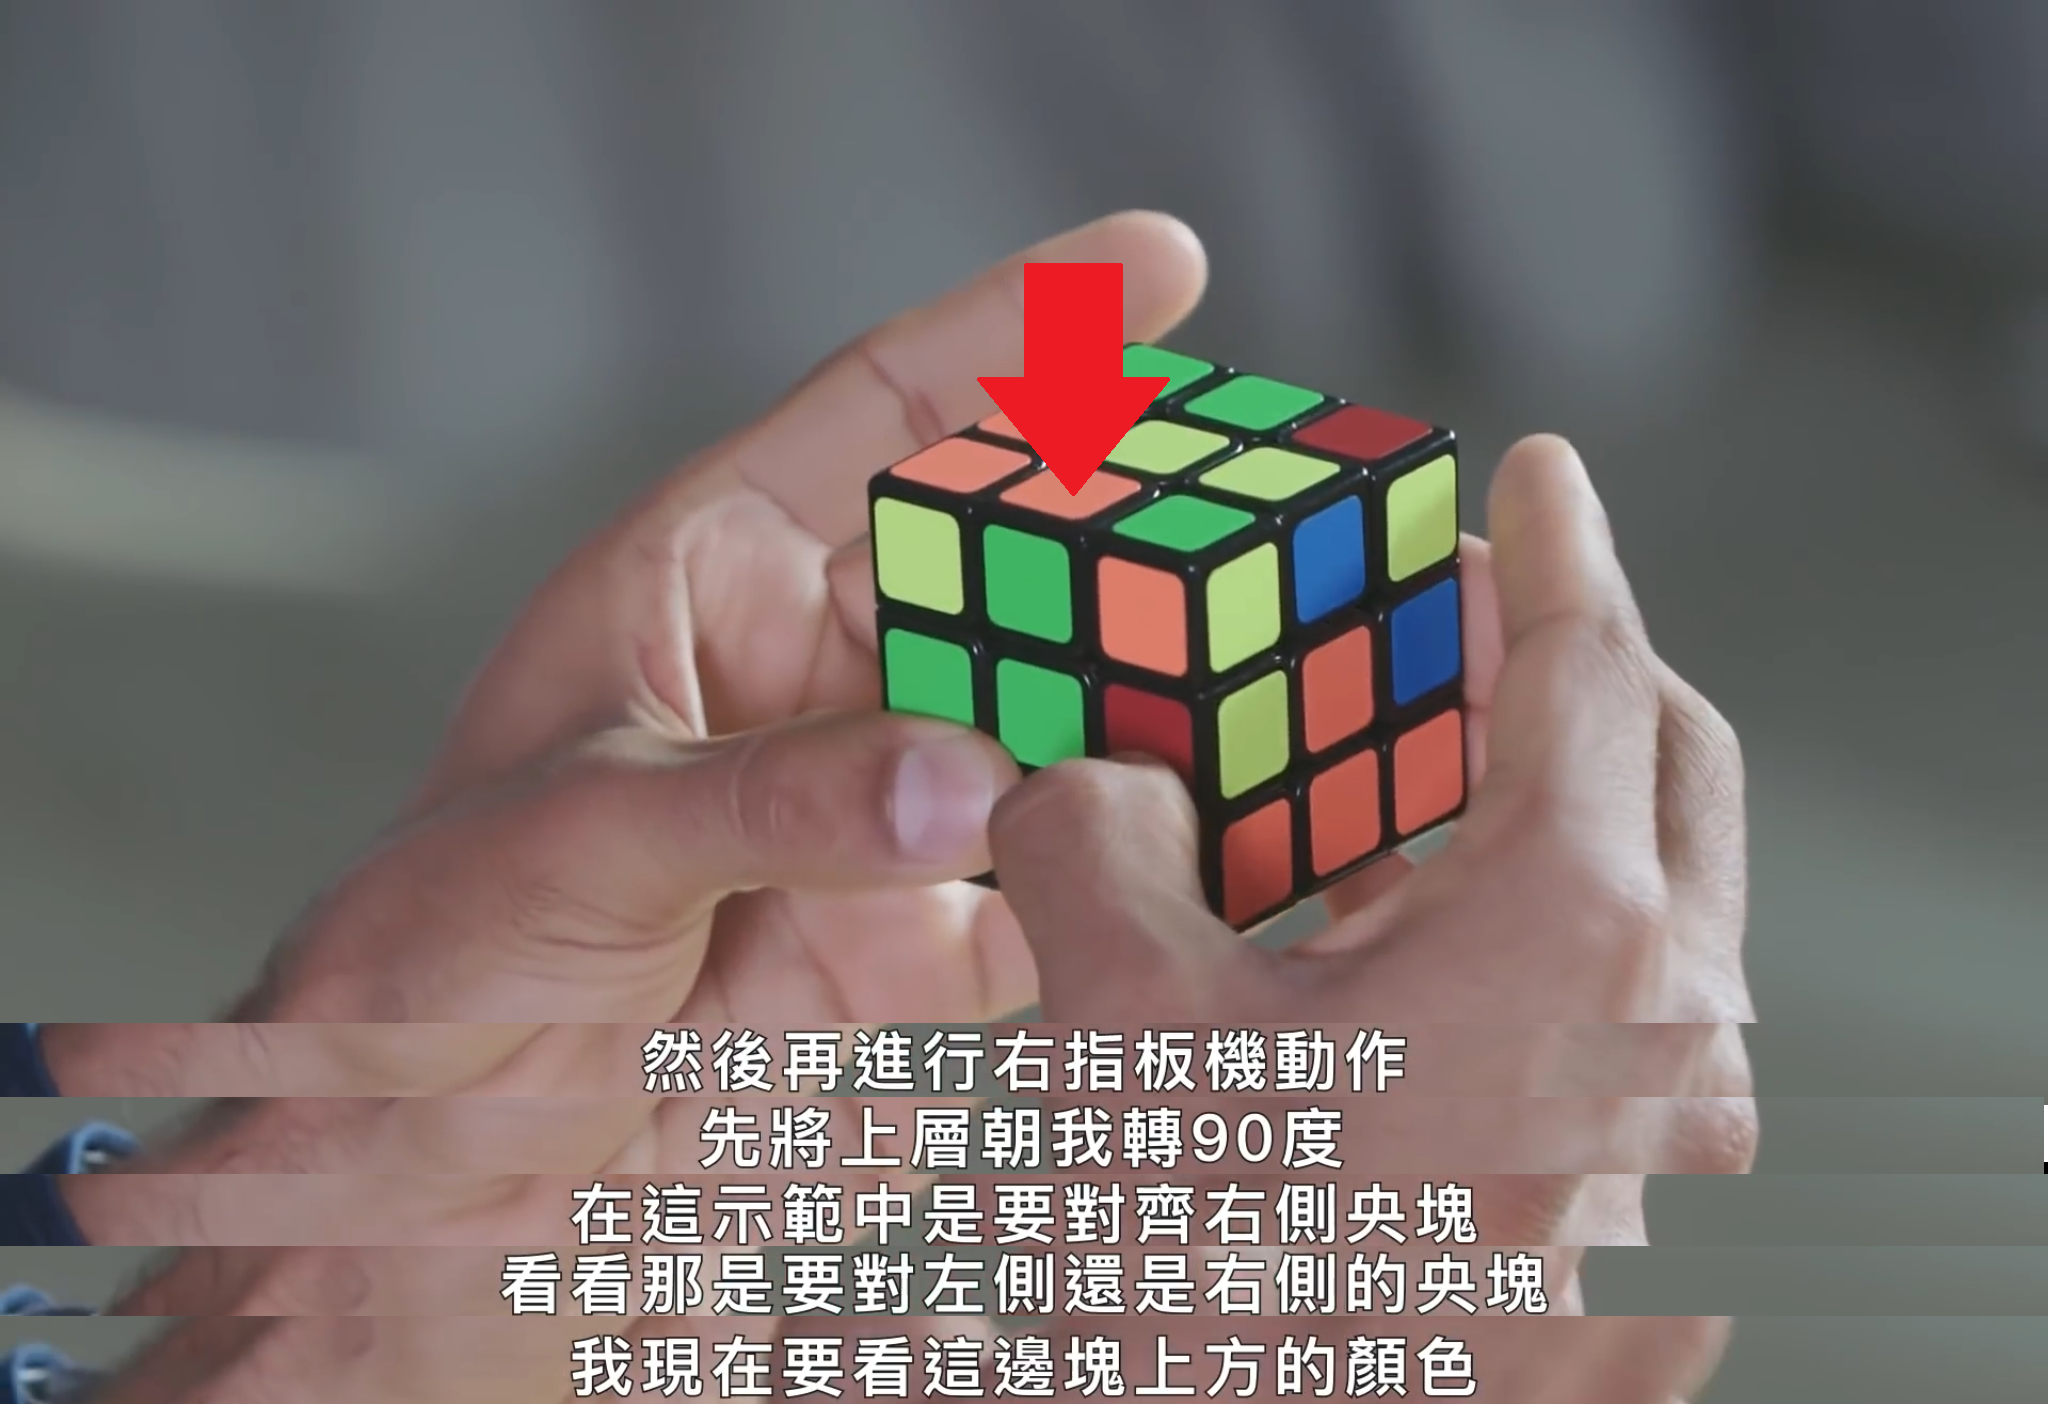 然後再進行右指板機動作
先將上層朝我轉90度
在這示範中是要對齊右側央塊
看看那是要對左側還是右側的央塊
我現在要看這邊塊上方的顏色